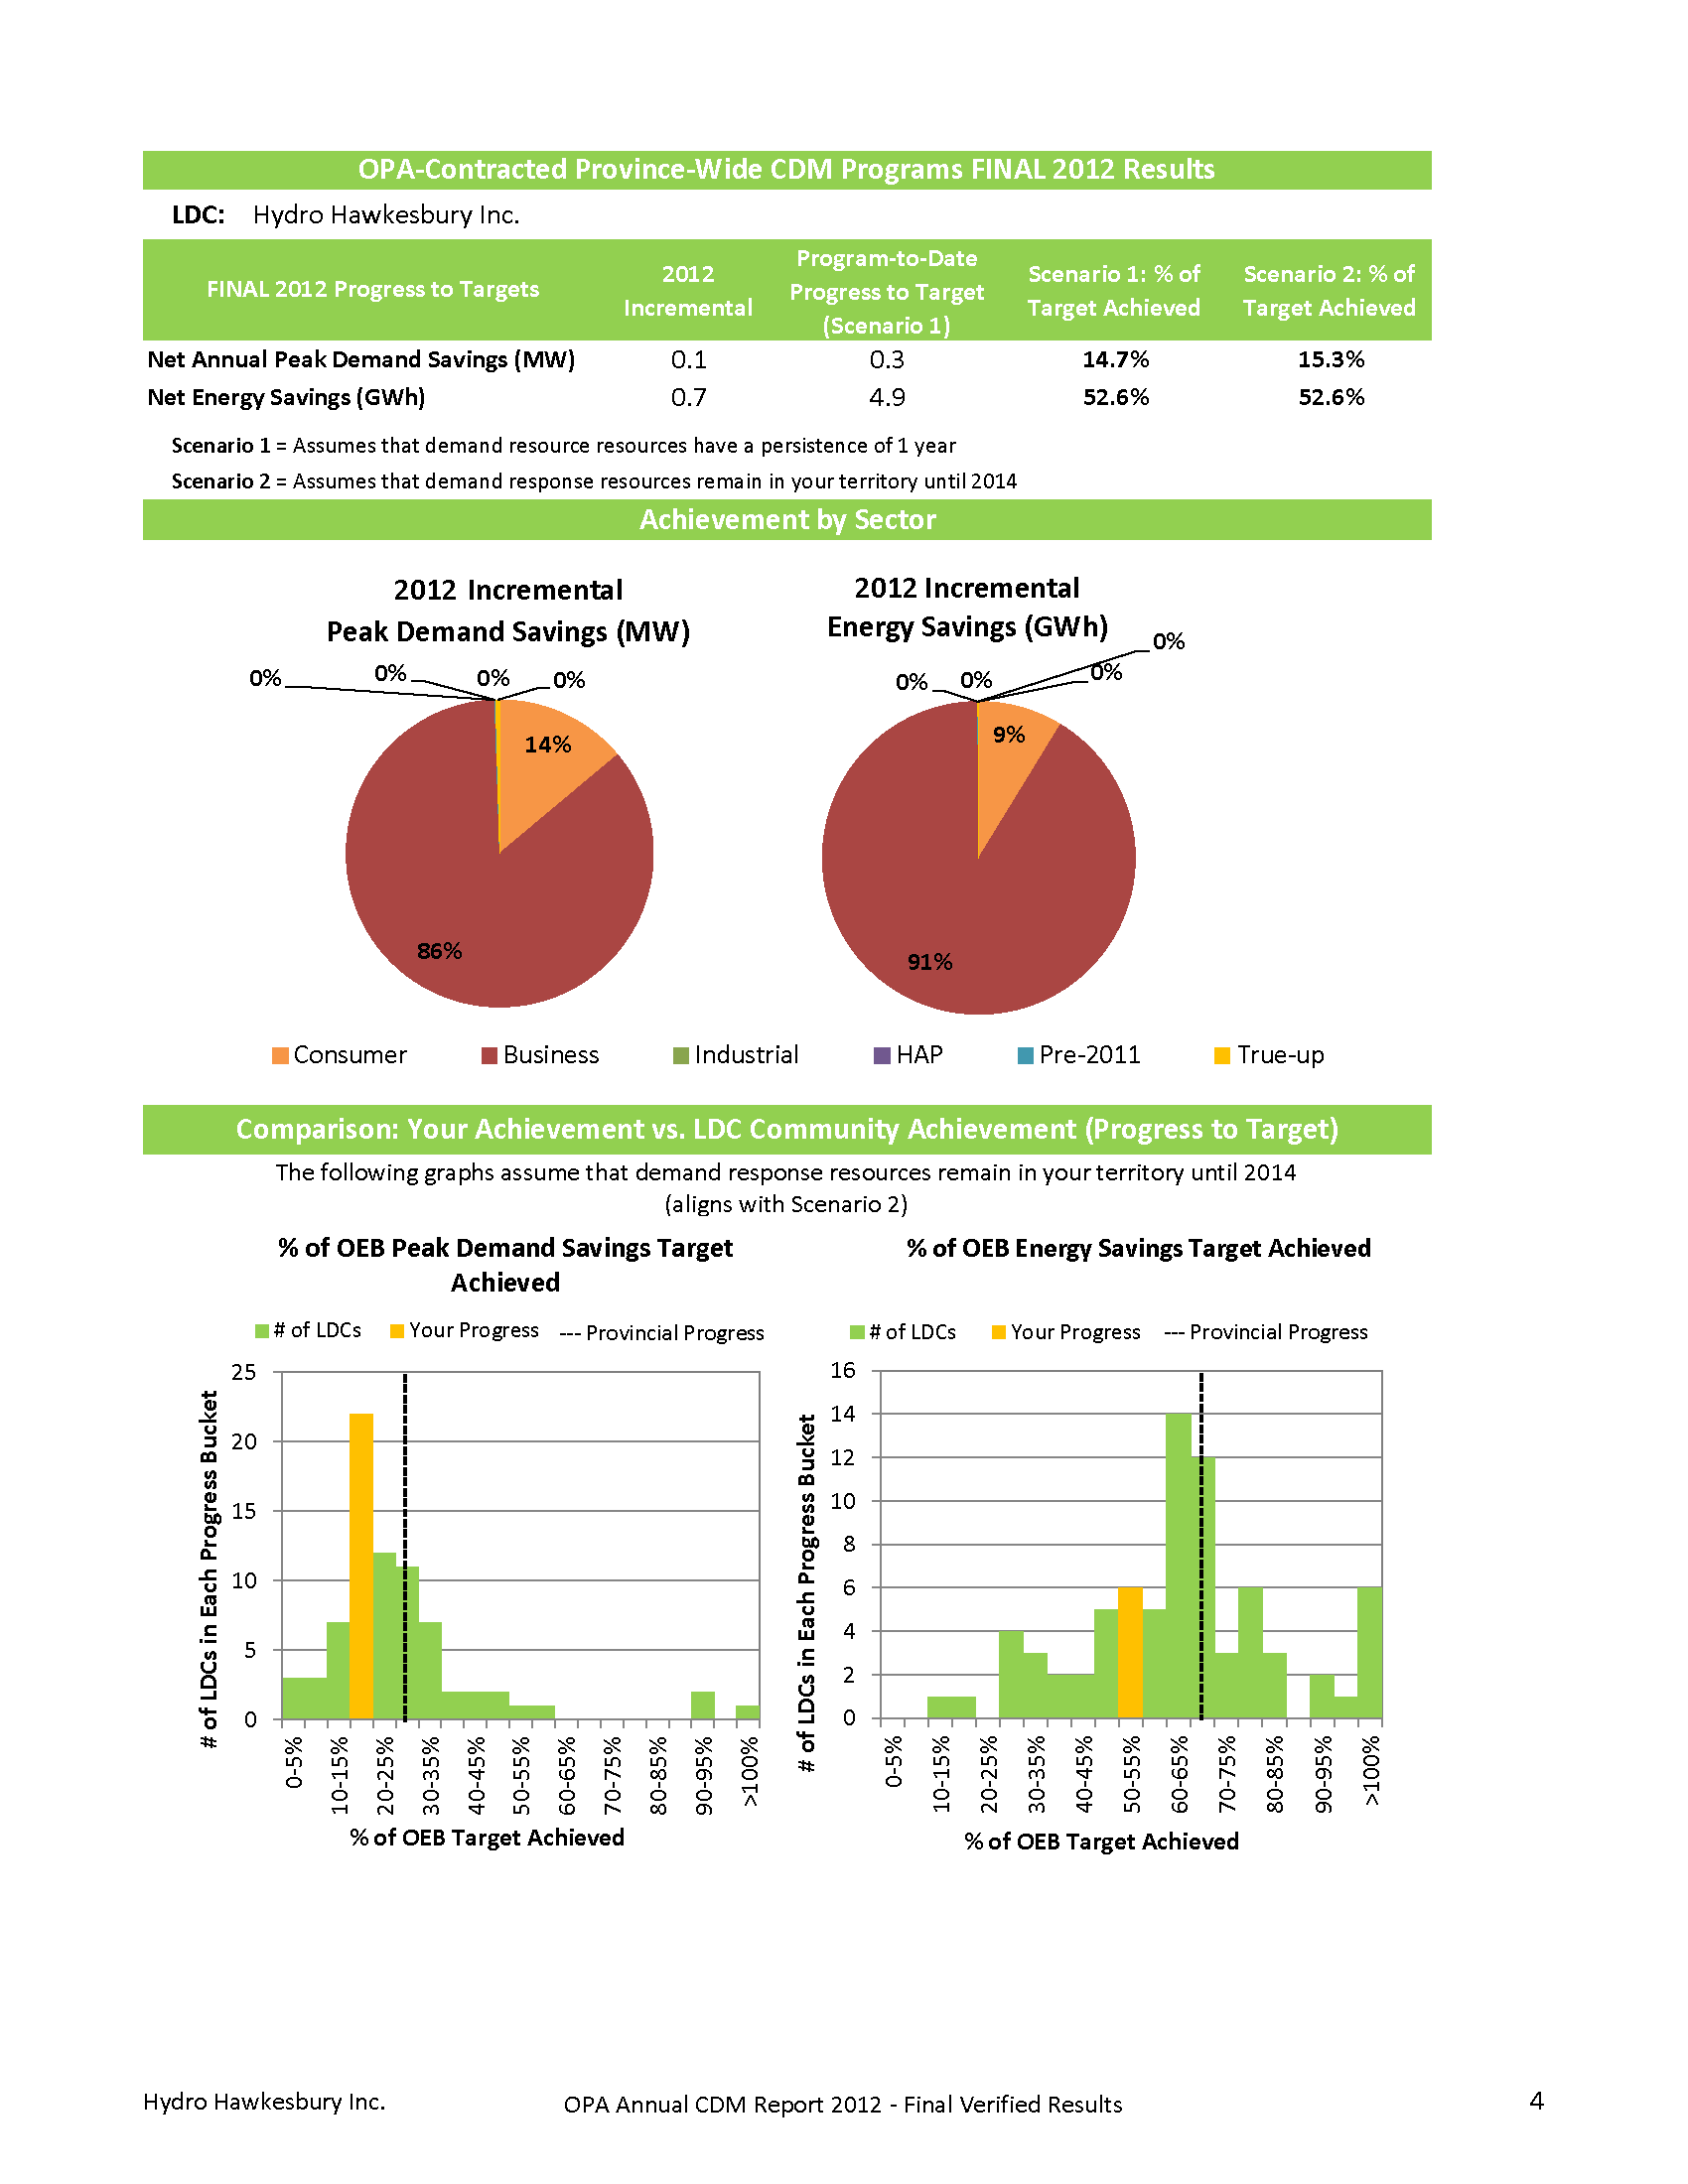 OPA-Contracted Province-Wide CDM Programs FINAL 2012 Results
LDC: Hydro Hawkesbury Inc.
FINAL 2012 Progress to Targets
2012
Incremental
Program-to-Date
Progress to Target
(Scenario 1)
Scenario 1: % of
Target Achieved
Scenario 2: % of
Target Achieved
Net Annual Peak Demand Savings (MW) 0.1 0.3 14.7% 15.3%
Net Energy Savings (GWh) 0.7 4.9 52.6% 52.6%
Scenario 1 = Assumes that demand resource resources have a persistence of 1 year
Scenario 2 = Assumes that demand response resources remain in your territory until 2014
Achievement by Sector
2012 Incremental
Peak Demand Savings (MW)
0% 0% 0% 0%
14%
86%
2012 Incremental
Energy Savings (GWh)
0%
0% 0% 0%
9%
91%
Consumer Business Industrial HAP Pre-2011 True-up
Comparison: Your Achievement vs. LDC Community Achievement (Progress to Target)
The following graphs assume that demand response resources remain in your territory until 2014
(aligns with Scenario 2)
% of OEB Peak Demand Savings Target
Achieved
# of LDCs Your Progress --- Provincial Progress
# of LDCs in Each Progress Bucket
25
20
15
10
5
0
0-5% 10-15% 20-25% 30-35% 40-45% 50-55% 60-65% 70-75% 80-85% 90-95% >100%
% of OEB Target Achieved
% of OEB Energy Savings Target Achieved
# of LDCs Your Progress --- Provincial Progress
# of LDCs in Each Progress Bucket
16
14
12
10
8
6
4
2
0
0-5% 10-15% 20-25% 30-35% 40-45% 50-55% 60-65% 70-75% 80-85% 90-95% >100%
% of OEB Target Achieved
Hydro Hawkesbury Inc. OPA Annual CDM Report 2012 - Final Verified Results 4